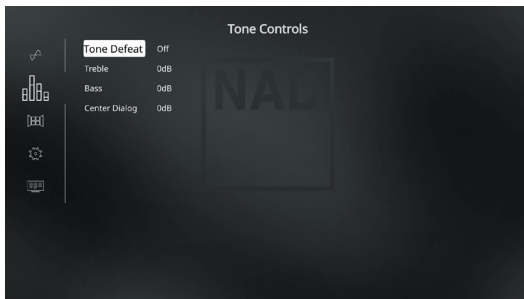 Tone Controls
Tone Defeat Off
Treble 0dB
Bass 0dB
Center Dialog 0dB
NAD